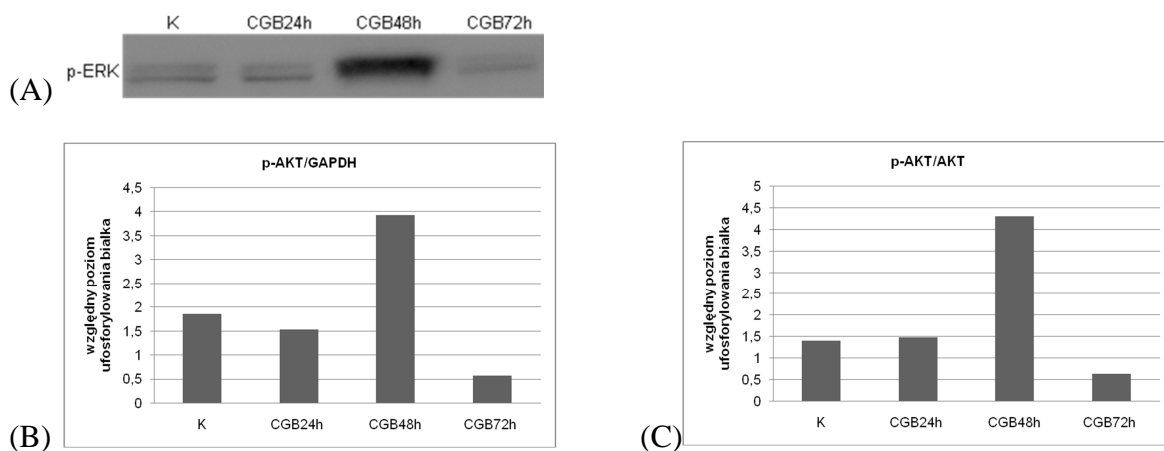 K CGB24h CGB48h CGB72h
p-ERK
(A)
p-AKT/GAPDH
względny poziom
ufosforylowania bialka
4,5
4
3,5
3
2,5
2
1,5
1
0,5
0
K CGB24h CGB48h CGB72h
(B)
p-AKT/AKT
względny poziom
ufosforylowania bialka
5
4,5
4
3,5
3
2,5
2
1,5
1
0,5
0
K CGB24h CGB48h CGB72h
(C)